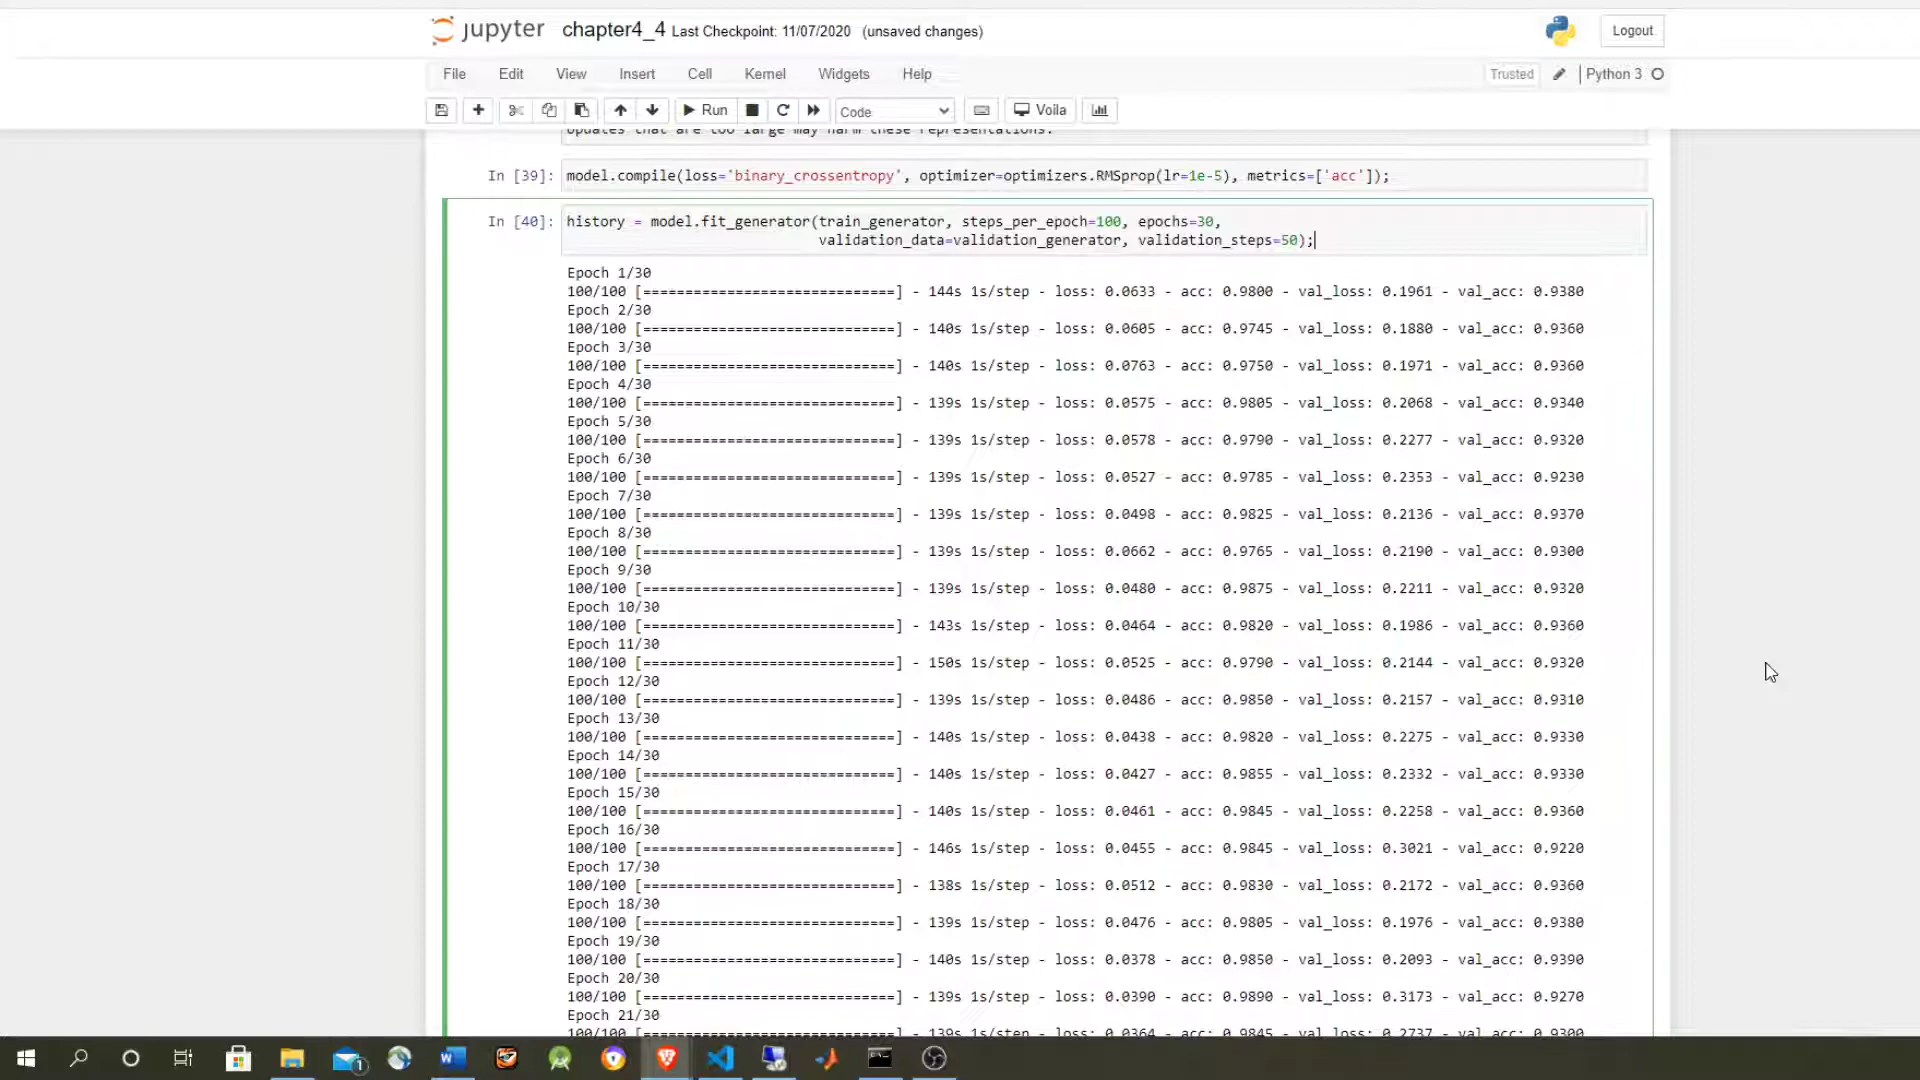 jupyter chapter4_4 Last Checkpoint: 11/07/2020 (unsaved changes)
Logout
File Edit View Insert Cell Kernel Widgets Help
Trusted Python 3
Run Code Voila
Updates that are too large may harm these representations.
In [39]: model.compile(loss='binary_crossentropy', optimizer=optimizers.RMSprop(lr=1e-5), metrics=['acc']);
In [40]: history = model.fit_generator(train_generator, steps_per_epoch=100, epochs=30,
validation_data=validation_generator, validation_steps=50);
Epoch 1/30
100/100 [==============================] - 144s 1s/step - loss: 0.0633 - acc: 0.9800 - val_loss: 0.1961 - val_acc: 0.9380
Epoch 2/30
100/100 [==============================] - 140s 1s/step - loss: 0.0605 - acc: 0.9745 - val_loss: 0.1880 - val_acc: 0.9360
Epoch 3/30
100/100 [==============================] - 140s 1s/step - loss: 0.0763 - acc: 0.9750 - val_loss: 0.1971 - val_acc: 0.9360
Epoch 4/30
100/100 [==============================] - 139s 1s/step - loss: 0.0575 - acc: 0.9805 - val_loss: 0.2068 - val_acc: 0.9340
Epoch 5/30
100/100 [==============================] - 139s 1s/step - loss: 0.0578 - acc: 0.9790 - val_loss: 0.2277 - val_acc: 0.9320
Epoch 6/30
100/100 [==============================] - 139s 1s/step - loss: 0.0527 - acc: 0.9785 - val_loss: 0.2353 - val_acc: 0.9230
Epoch 7/30
100/100 [==============================] - 139s 1s/step - loss: 0.0498 - acc: 0.9825 - val_loss: 0.2136 - val_acc: 0.9370
Epoch 8/30
100/100 [==============================] - 139s 1s/step - loss: 0.0662 - acc: 0.9765 - val_loss: 0.2190 - val_acc: 0.9300
Epoch 9/30
100/100 [==============================] - 139s 1s/step - loss: 0.0480 - acc: 0.9875 - val_loss: 0.2211 - val_acc: 0.9320
Epoch 10/30
100/100 [==============================] - 143s 1s/step - loss: 0.0464 - acc: 0.9820 - val_loss: 0.1986 - val_acc: 0.9360
Epoch 11/30
100/100 [==============================] - 150s 1s/step - loss: 0.0525 - acc: 0.9790 - val_loss: 0.2144 - val_acc: 0.9320
Epoch 12/30
100/100 [==============================] - 139s 1s/step - loss: 0.0486 - acc: 0.9850 - val_loss: 0.2157 - val_acc: 0.9310
Epoch 13/30
100/100 [==============================] - 140s 1s/step - loss: 0.0438 - acc: 0.9820 - val_loss: 0.2275 - val_acc: 0.9330
Epoch 14/30
100/100 [==============================] - 140s 1s/step - loss: 0.0427 - acc: 0.9855 - val_loss: 0.2332 - val_acc: 0.9330
Epoch 15/30
100/100 [==============================] - 140s 1s/step - loss: 0.0461 - acc: 0.9845 - val_loss: 0.2258 - val_acc: 0.9360
Epoch 16/30
100/100 [==============================] - 146s 1s/step - loss: 0.0455 - acc: 0.9845 - val_loss: 0.3021 - val_acc: 0.9220
Epoch 17/30
100/100 [==============================] - 138s 1s/step - loss: 0.0512 - acc: 0.9830 - val_loss: 0.2172 - val_acc: 0.9360
Epoch 18/30
100/100 [==============================] - 139s 1s/step - loss: 0.0476 - acc: 0.9805 - val_loss: 0.1976 - val_acc: 0.9380
Epoch 19/30
100/100 [==============================] - 140s 1s/step - loss: 0.0378 - acc: 0.9850 - val_loss: 0.2093 - val_acc: 0.9390
Epoch 20/30
100/100 [==============================] - 139s 1s/step - loss: 0.0390 - acc: 0.9890 - val_loss: 0.3173 - val_acc: 0.9270
Epoch 21/30
100/100 [==============================] - 139s 1s/step - loss: 0.0364 - acc: 0.9845 - val_loss: 0.2737 - val_acc: 0.9300